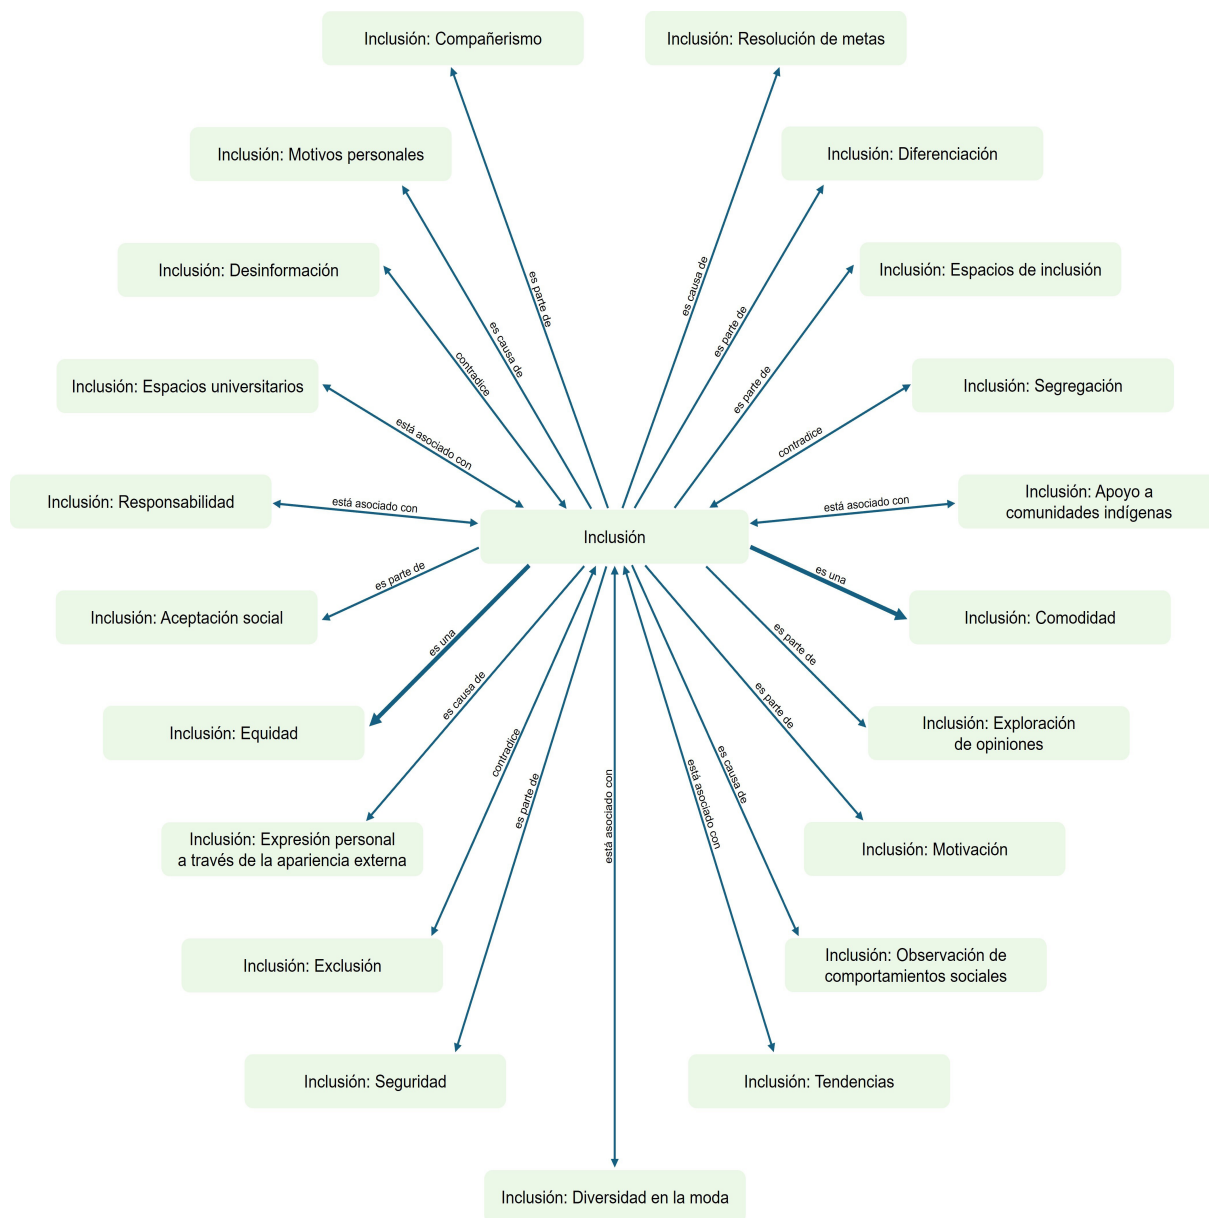 Inclusión: Compañerismo
Inclusión: Resolución de metas
Inclusión: Motivos personales
Inclusión: Diferenciación
Inclusión: Desinformación
Inclusión: Espacios de inclusión
es parte de
es causa de
es causa de
es parte de
contradice
es parte de
Inclusión: Espacios universitarios
Inclusión: Segregación
está asociado con
contradice
Inclusión: Responsabilidad
está asociado con
está asociado con
Inclusión: Apoyo a
comunidades indígenas
Inclusión
es parte de
es una
Inclusión: Aceptación social
Inclusión: Comodidad
es una
es parte de
es causa de
es parte de
Inclusión: Equidad
Inclusión: Exploración
de opiniones
contradice
es parte de
está asociado con
está asociado con
es causa de
Inclusión: Expresión personal
a través de la apariencia externa
Inclusión: Motivación
Inclusión: Exclusión
Inclusión: Observación de
comportamientos sociales
Inclusión: Seguridad
Inclusión: Tendencias
Inclusión: Diversidad en la moda